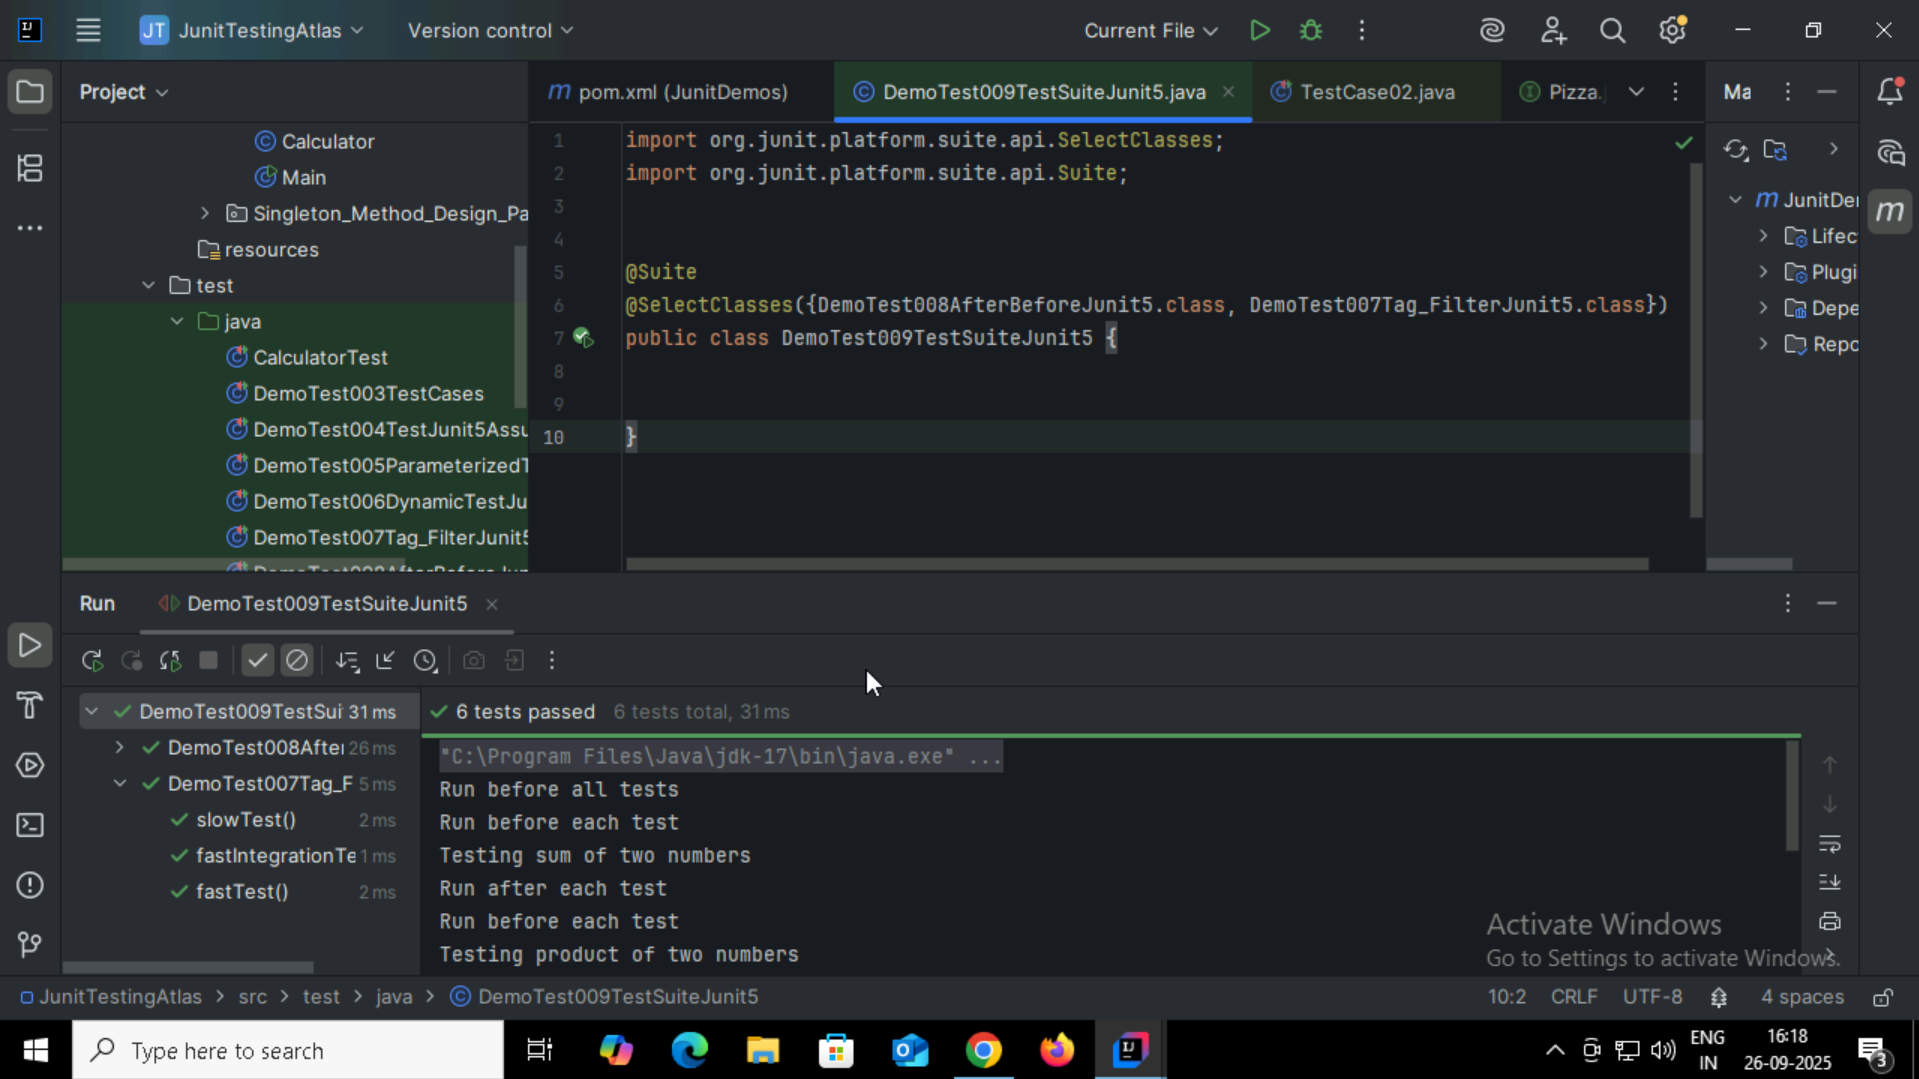 JT JunitTestingAtlas
Version control
Current File
Project
Calculator
Main
Singleton_Method_Design_Pa
resources
test
java
CalculatorTest
DemoTest003TestCases
DemoTest004TestJunit5Assu
DemoTest005ParameterizedT
DemoTest006DynamicTestJu
DemoTest007Tag_FilterJunit5
m pom.xml (JunitDemos)
DemoTest009TestSuiteJunit5.java
TestCase02.java
Pizza.
1 import org.junit.platform.suite.api.SelectClasses;
2 import org.junit.platform.suite.api.Suite;
3
4
5 @Suite
6 @SelectClasses({DemoTest008AfterBeforeJunit5.class, DemoTest007Tag_FilterJunit5.class})
7 public class DemoTest009TestSuiteJunit5 {
8
9
10 }
Ma
m JunitDe
Lifec
Plugi
Depe
Repo
m
Run
DemoTest009TestSuiteJunit5
DemoTest009TestSui 31 ms
DemoTest008After 26 ms
DemoTest007Tag_F 5 ms
slowTest() 2 ms
fastIntegrationTe 1 ms
fastTest() 2 ms
6 tests passed 6 tests total, 31 ms
"C:\Program Files\Java\jdk-17\bin\java.exe" ...
Run before all tests
Run before each test
Testing sum of two numbers
Run after each test
Run before each test
Testing product of two numbers
Activate Windows
Go to Settings to activate Windows.
JunitTestingAtlas > src > test > java > DemoTest009TestSuiteJunit5
10:2 CRLF UTF-8 4 spaces
Type here to search
ENG
IN
16:18
26-09-2025
3